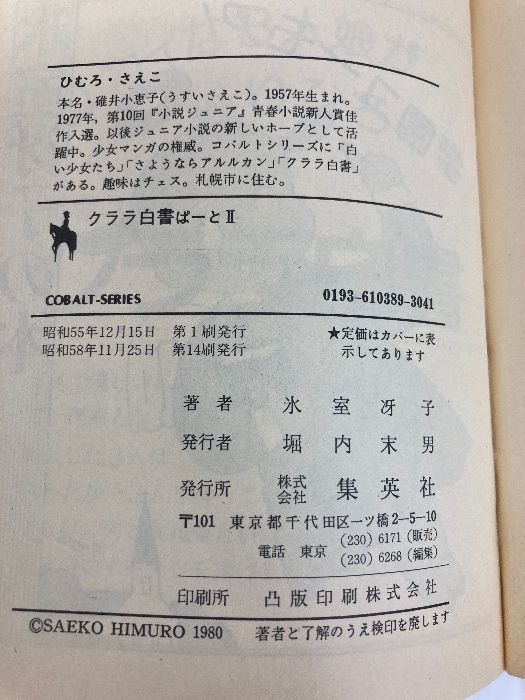 ひむろ・さえこ
本名・碓井小恵子(うすいさえこ)。1957年生まれ。
1977年，第10回『小説ジュニア』青春小説新人賞佳
作入選。以後ジュニア小説の新しいホープとして活
躍中。少女マンガの権威。コバルトシリーズに「白
い少女たち」「さようならアルルカン」「クララ白書」
がある。趣味はチェス。札幌市に住む。
クララ白書ぱーとⅡ
COBALT-SERIES 0193-610389-3041
昭和55年12月15日 第1刷発行
昭和58年11月25日 第14刷発行
★定価はカバーに表
示してあります
著者 氷室冴子
発行者 堀内末男
発行所 株式会社 集英社
〒101 東京都千代田区一ツ橋2-5-10
電話 東京 (230) 6171 (販売)
(230) 6268 (編集)
印刷所 凸版印刷株式会社
©SAEKO HIMURO 1980 著者と了解のうえ検印を廃します